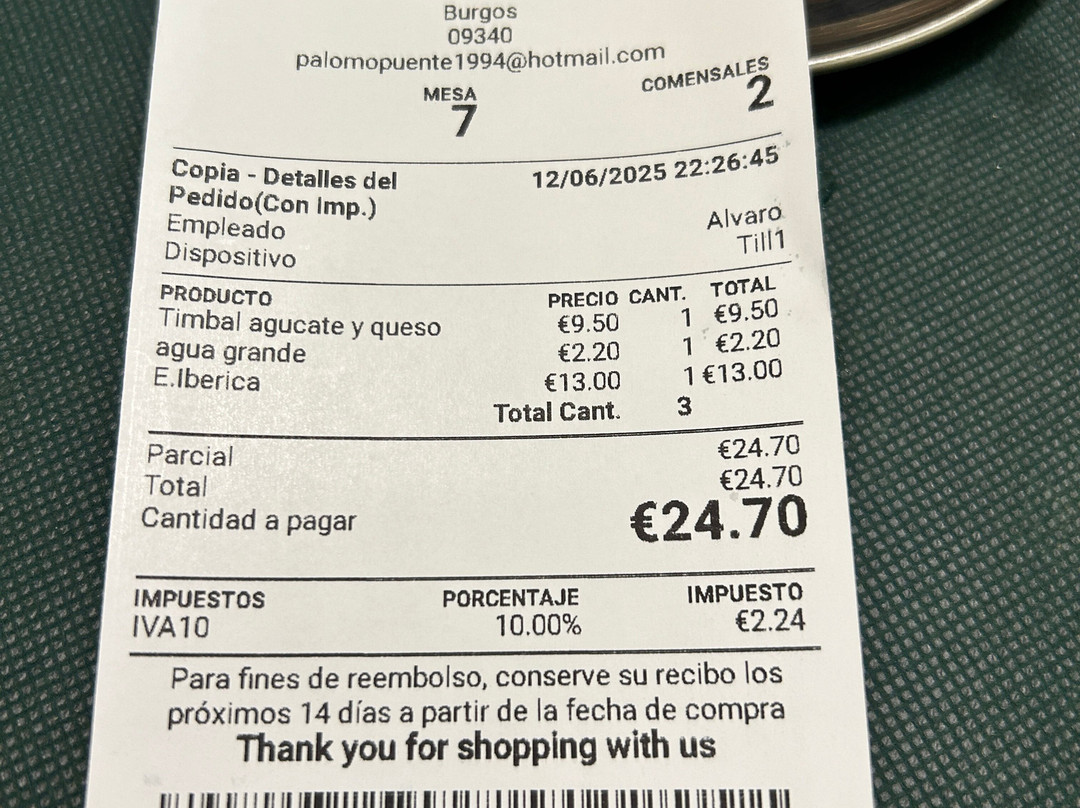 Burgos
09340
palomopuente1994@hotmail.com
MESA COMENSALES
7 2
Copia - Detalles del 12/06/2025 22:26:45
Pedido(Con Imp.)
Empleado Alvaro
Dispositivo Till1
PRODUCTO PRECIO CANT. TOTAL
Timbal agucate y queso €9.50 1 €9.50
agua grande €2.20 1 €2.20
E.Iberica €13.00 1 €13.00
Total Cant. 3
Parcial €24.70
Total €24.70
Cantidad a pagar €24.70
IMPUESTOS PORCENTAJE IMPUESTO
IVA10 10.00% €2.24
Para fines de reembolso, conserve su recibo los
próximos 14 días a partir de la fecha de compra
Thank you for shopping with us